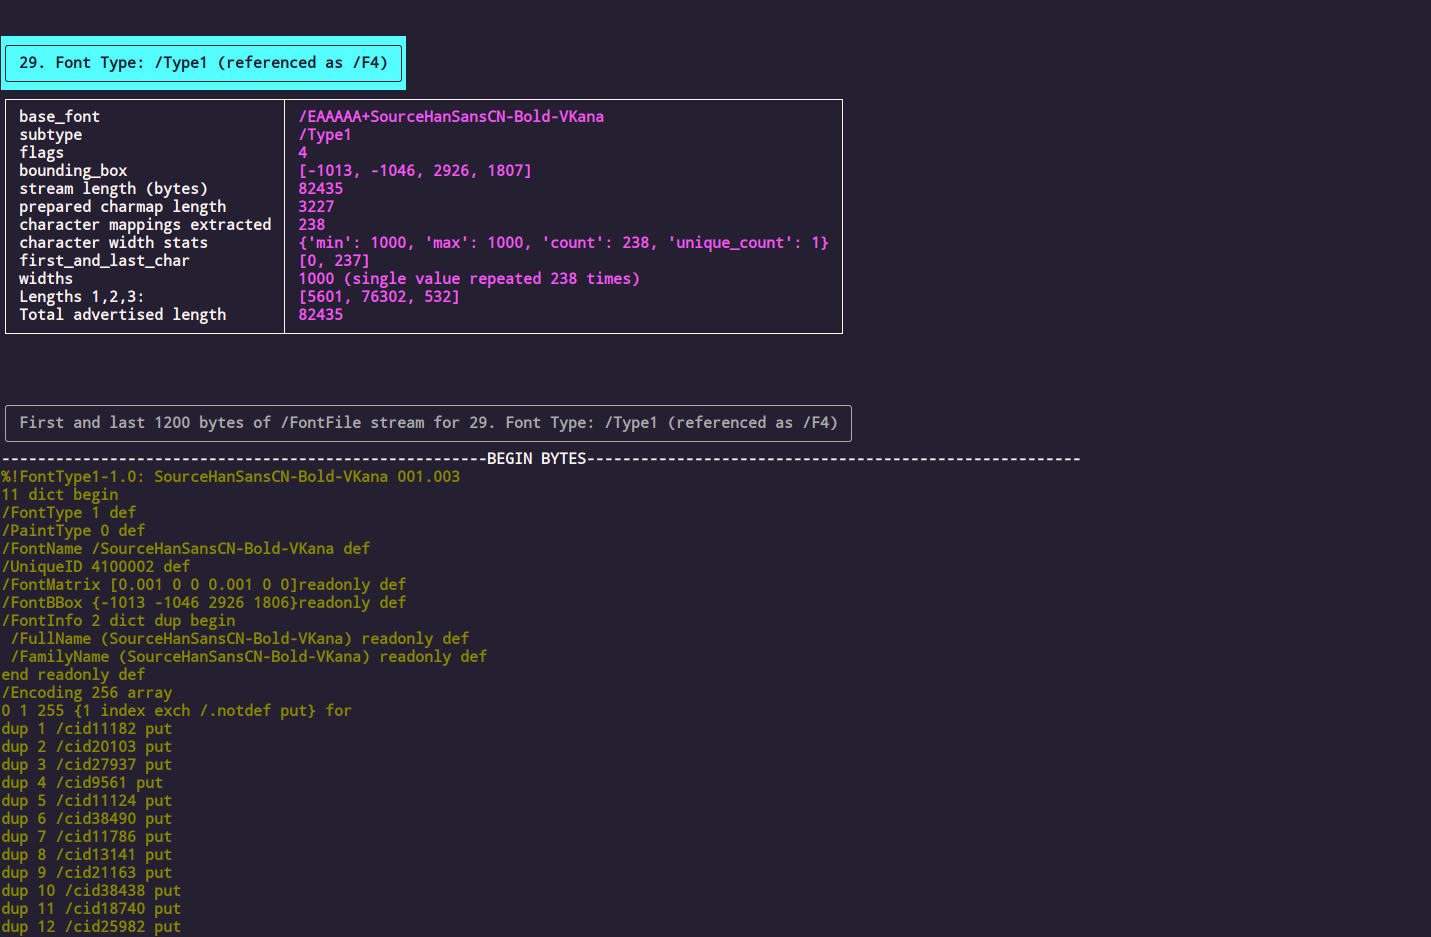 29. Font Type: /Type1 (referenced as /F4)
base_font /EAAAAA+SourceHanSansCN-Bold-VKana
subtype /Type1
flags 4
bounding_box [-1013, -1046, 2926, 1807]
stream length (bytes) 82435
prepared charmap length 3227
character mappings extracted 238
character width stats {'min': 1000, 'max': 1000, 'count': 238, 'unique_count': 1}
first_and_last_char [0, 237]
widths 1000 (single value repeated 238 times)
Lengths 1,2,3: [5601, 76302, 532]
Total advertised length 82435
First and last 1200 bytes of /FontFile stream for 29. Font Type: /Type1 (referenced as /F4)
------------------------------------------------------BEGIN BYTES-------------------------------------------------------
%!FontType1-1.0: SourceHanSansCN-Bold-VKana 001.003
11 dict begin
/FontType 1 def
/PaintType 0 def
/FontName /SourceHanSansCN-Bold-VKana def
/UniqueID 4100002 def
/FontMatrix [0.001 0 0 0.001 0 0]readonly def
/FontBBox {-1013 -1046 2926 1806}readonly def
/FontInfo 2 dict dup begin
 /FullName (SourceHanSansCN-Bold-VKana) readonly def
 /FamilyName (SourceHanSansCN-Bold-VKana) readonly def
end readonly def
/Encoding 256 array
0 1 255 {1 index exch /.notdef put} for
dup 1 /cid11182 put
dup 2 /cid20103 put
dup 3 /cid27937 put
dup 4 /cid9561 put
dup 5 /cid11124 put
dup 6 /cid38490 put
dup 7 /cid11786 put
dup 8 /cid13141 put
dup 9 /cid21163 put
dup 10 /cid38438 put
dup 11 /cid18740 put
dup 12 /cid25982 put